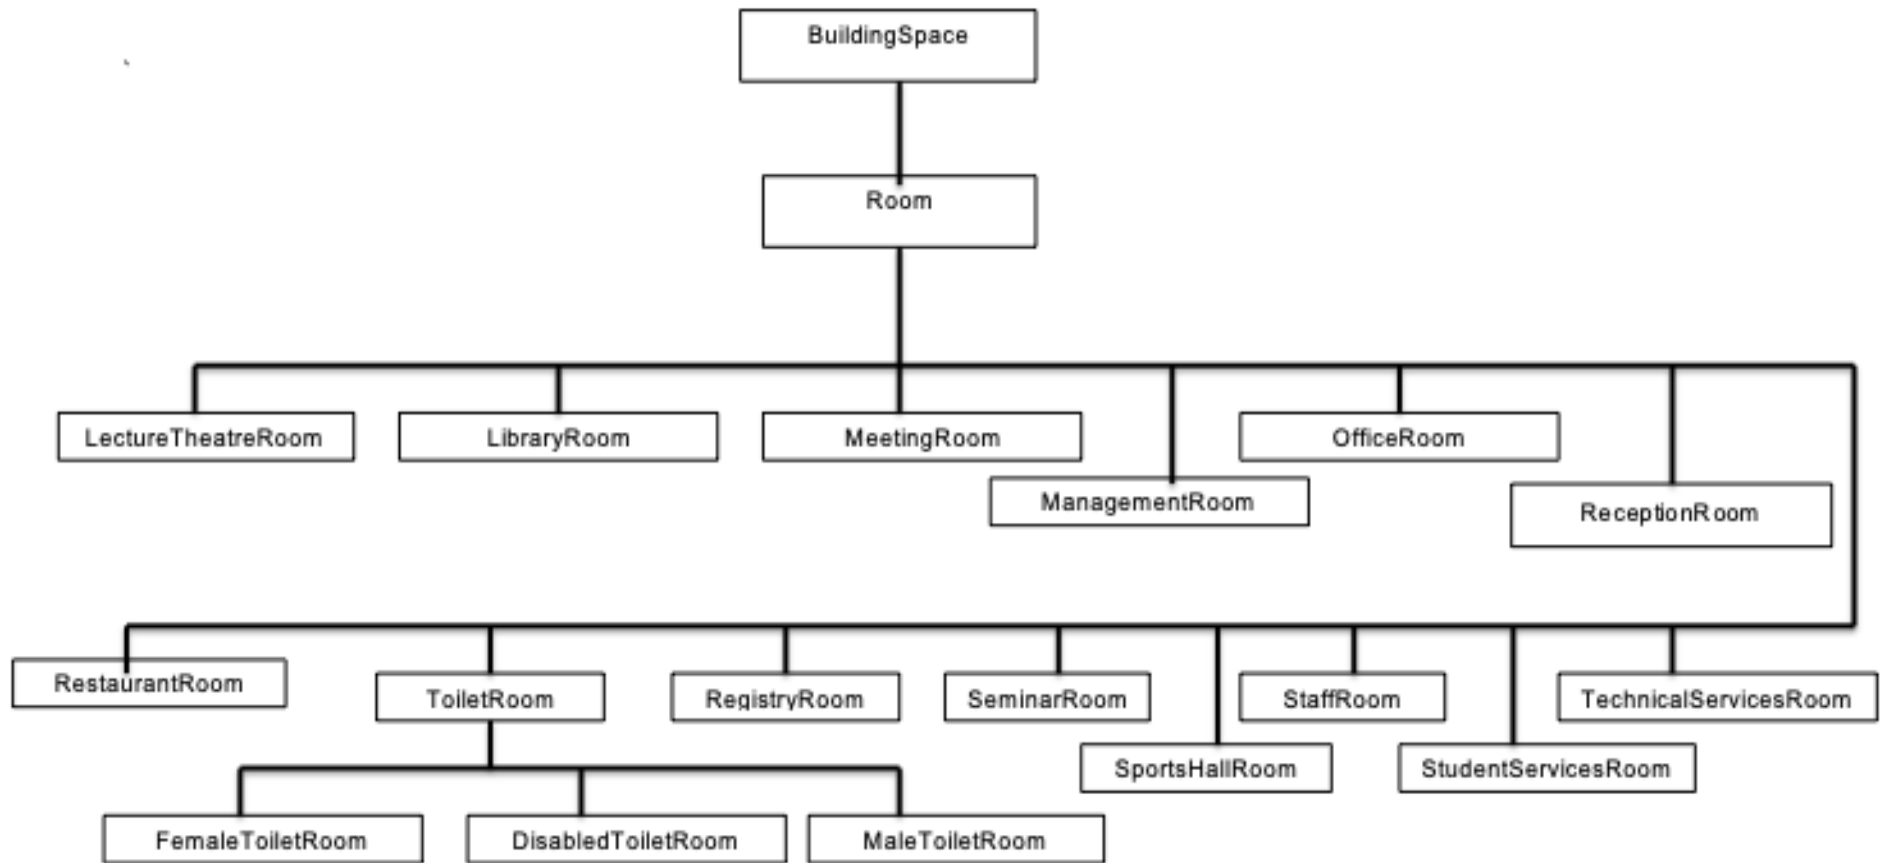 BuildingSpace
Room
LectureTheatreRoom
LibraryRoom
MeetingRoom
OfficeRoom
ManagementRoom
ReceptionRoom
RestaurantRoom
ToiletRoom
RegistryRoom
SeminarRoom
StaffRoom
TechnicalServicesRoom
SportsHallRoom
StudentServicesRoom
FemaleToiletRoom
DisabledToiletRoom
MaleToiletRoom